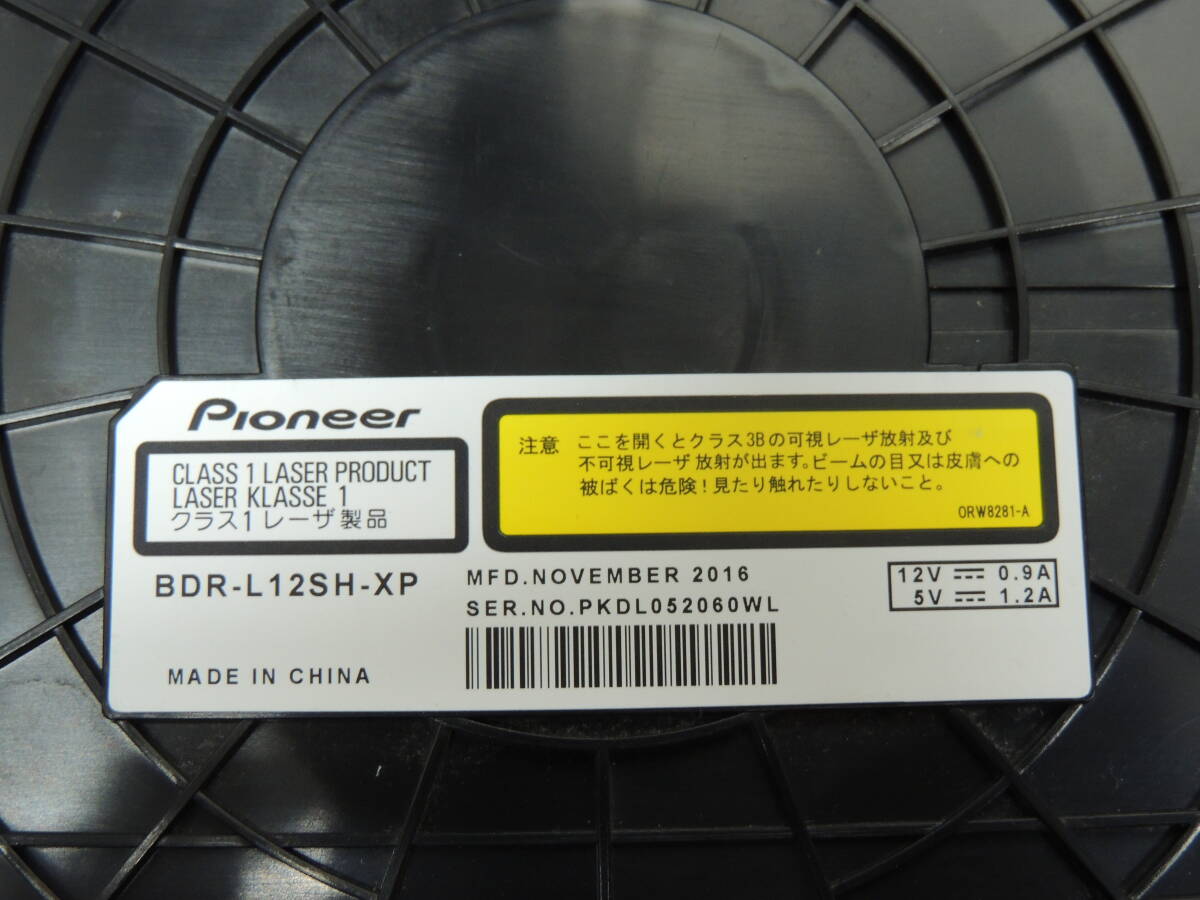 Pioneer
CLASS 1 LASER PRODUCT
LASER KLASSE 1
クラス1 レーザ製品
注意 ここを開くとクラス3Bの可視レーザ放射及び
不可視レーザ放射が出ます。ビームの目又は皮膚への
被ばくは危険!見たり触れたりしないこと。
ORW8281-A
BDR-L12SH-XP
MFD.NOVEMBER 2016
SER.NO.PKDL052060WL
12V ⎓ 0.9A
5V ⎓ 1.2A
MADE IN CHINA